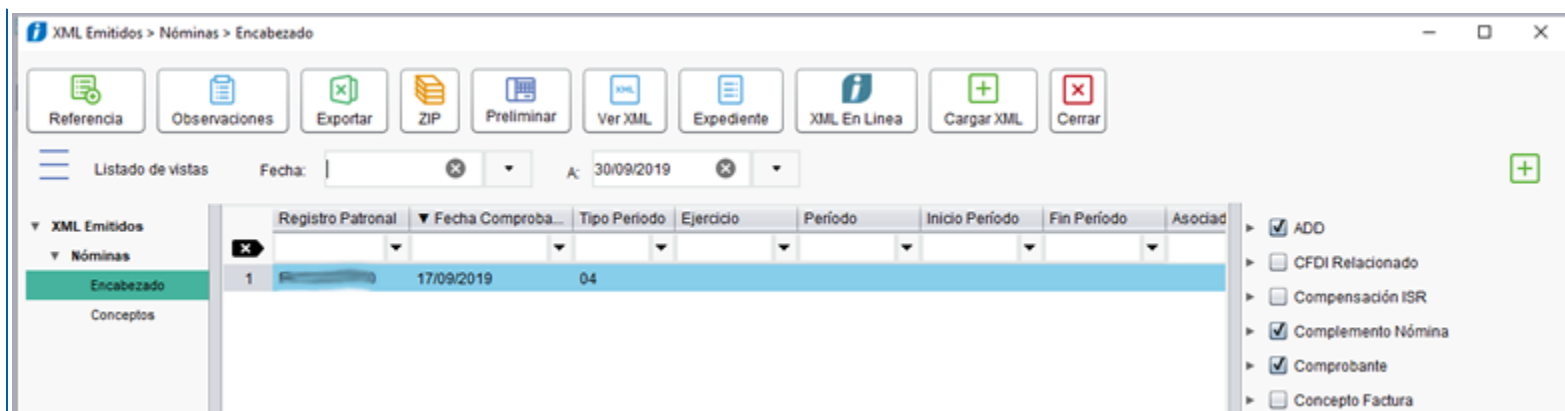 XML Emitidos > Nóminas > Encabezado
Referencia Observaciones Exportar ZIP Preliminar XML Ver XML Expediente XML En Linea Cargar XML Cerrar
Listado de vistas Fecha: A: 30/09/2019
Registro Patronal ▼ Fecha Comproba... Tipo Periodo Ejercicio Período Inicio Período Fin Período Asociad
XML Emitidos
Nóminas
Encabezado
Conceptos
1 17/09/2019 04
ADD
CFDI Relacionado
Compensación ISR
Complemento Nómina
Comprobante
Concepto Factura